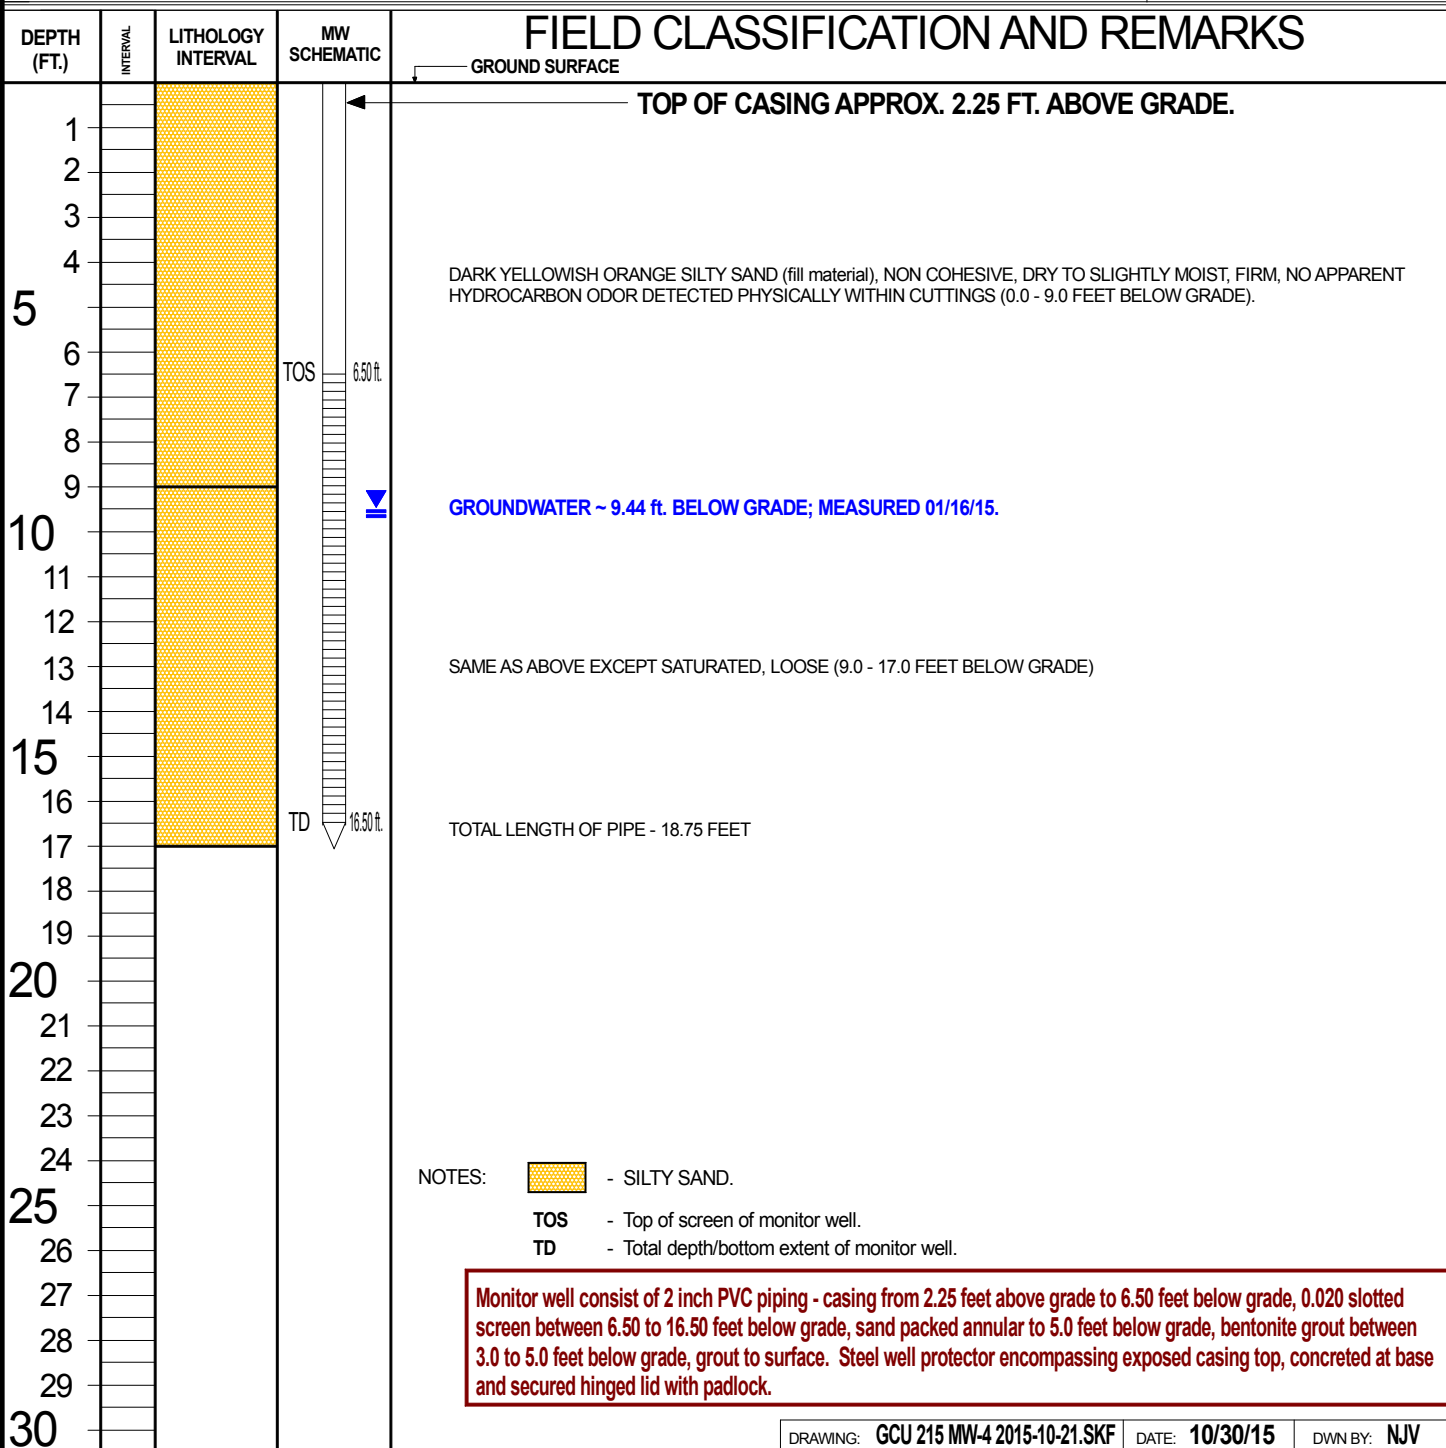 DEPTH
(FT.)
INTERVAL
LITHOLOGY
INTERVAL
MW
SCHEMATIC
FIELD CLASSIFICATION AND REMARKS
GROUND SURFACE
TOP OF CASING APPROX. 2.25 FT. ABOVE GRADE.
1
2
3
4
DARK YELLOWISH ORANGE SILTY SAND (fill material), NON COHESIVE, DRY TO SLIGHTLY MOIST, FIRM, NO APPARENT
HYDROCARBON ODOR DETECTED PHYSICALLY WITHIN CUTTINGS (0.0 - 9.0 FEET BELOW GRADE).
5
6
TOS 6.50 ft.
7
8
9
GROUNDWATER ~ 9.44 ft. BELOW GRADE; MEASURED 01/16/15.
10
11
12
13
SAME AS ABOVE EXCEPT SATURATED, LOOSE (9.0 - 17.0 FEET BELOW GRADE)
14
15
16
TD 16.50 ft.
TOTAL LENGTH OF PIPE - 18.75 FEET
17
18
19
20
21
22
23
24
NOTES: - SILTY SAND.
25
TOS - Top of screen of monitor well.
26
TD - Total depth/bottom extent of monitor well.
27
28
29
30
Monitor well consist of 2 inch PVC piping - casing from 2.25 feet above grade to 6.50 feet below grade, 0.020 slotted
screen between 6.50 to 16.50 feet below grade, sand packed annular to 5.0 feet below grade, bentonite grout between
3.0 to 5.0 feet below grade, grout to surface. Steel well protector encompassing exposed casing top, concreted at base
and secured hinged lid with padlock.
DRAWING: GCU 215 MW-4 2015-10-21.SKF DATE: 10/30/15 DWN BY: NJV